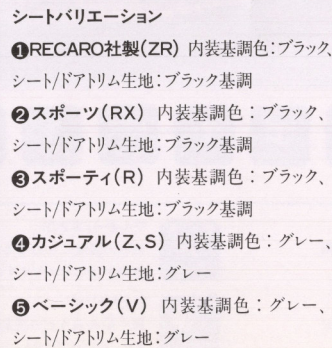 シートバリエーション
❶RECARO社製(ZR) 内装基調色:ブラック、
シート/ドアトリム生地:ブラック基調
❷スポーツ(RX) 内装基調色:ブラック、
シート/ドアトリム生地:ブラック基調
❸スポーティ(R) 内装基調色:ブラック、
シート/ドアトリム生地:ブラック基調
❹カジュアル(Z、S) 内装基調色:グレー、
シート/ドアトリム生地:グレー
❺ベーシック(V) 内装基調色:グレー、
シート/ドアトリム生地:グレー